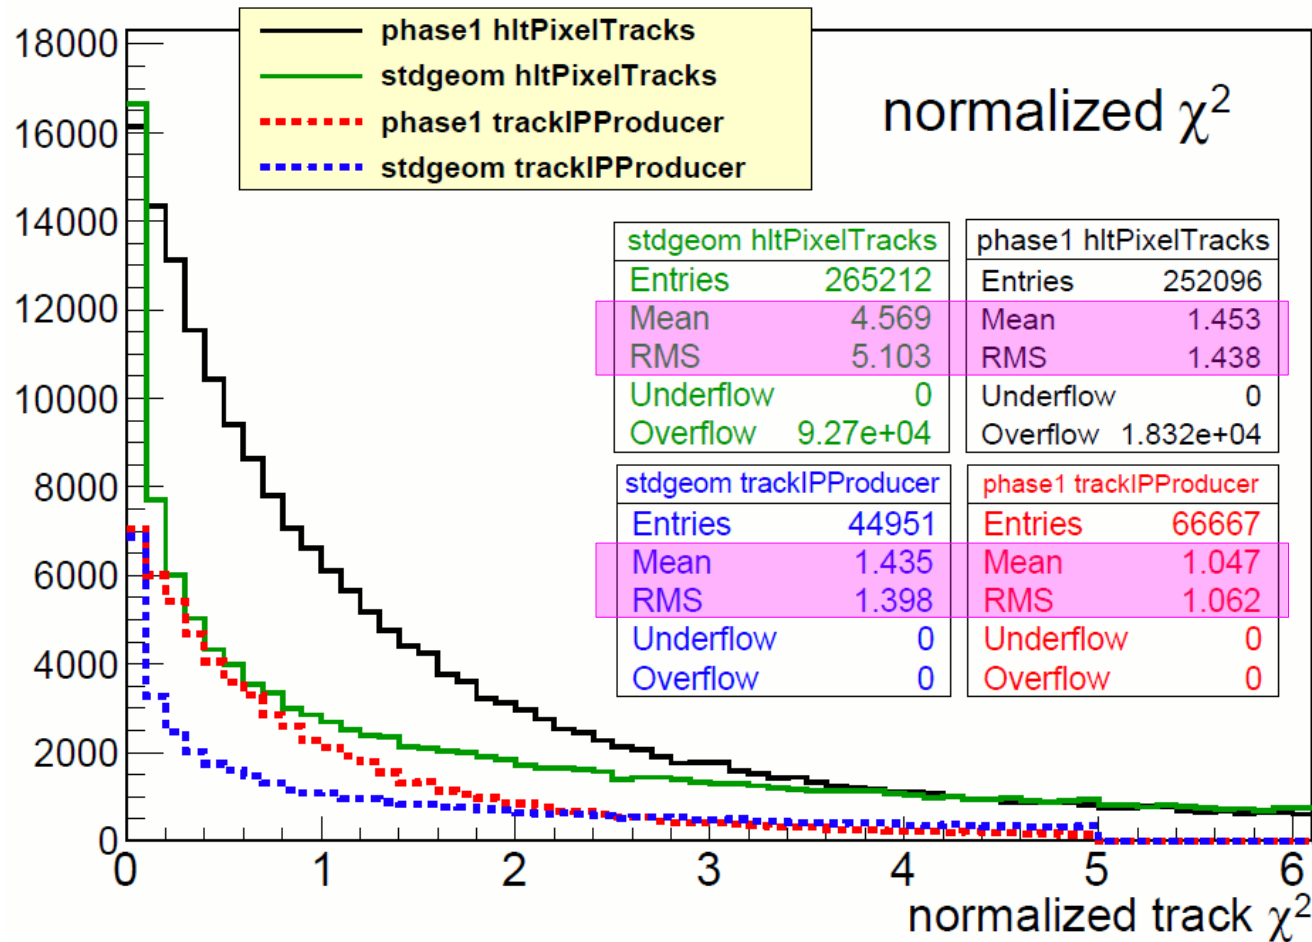 phase1 hltPixelTracks
stdgeom hltPixelTracks
phase1 trackIPProducer
stdgeom trackIPProducer
normalized χ²
18000
16000
14000
12000
10000
8000
6000
4000
2000
0
stdgeom hltPixelTracks
Entries 265212
Mean 4.569
RMS 5.103
Underflow 0
Overflow 9.27e+04
phase1 hltPixelTracks
Entries 252096
Mean 1.453
RMS 1.438
Underflow 0
Overflow 1.832e+04
stdgeom trackIPProducer
Entries 44951
Mean 1.435
RMS 1.398
Underflow 0
Overflow 0
phase1 trackIPProducer
Entries 66667
Mean 1.047
RMS 1.062
Underflow 0
Overflow 0
0 1 2 3 4 5 6
normalized track χ²